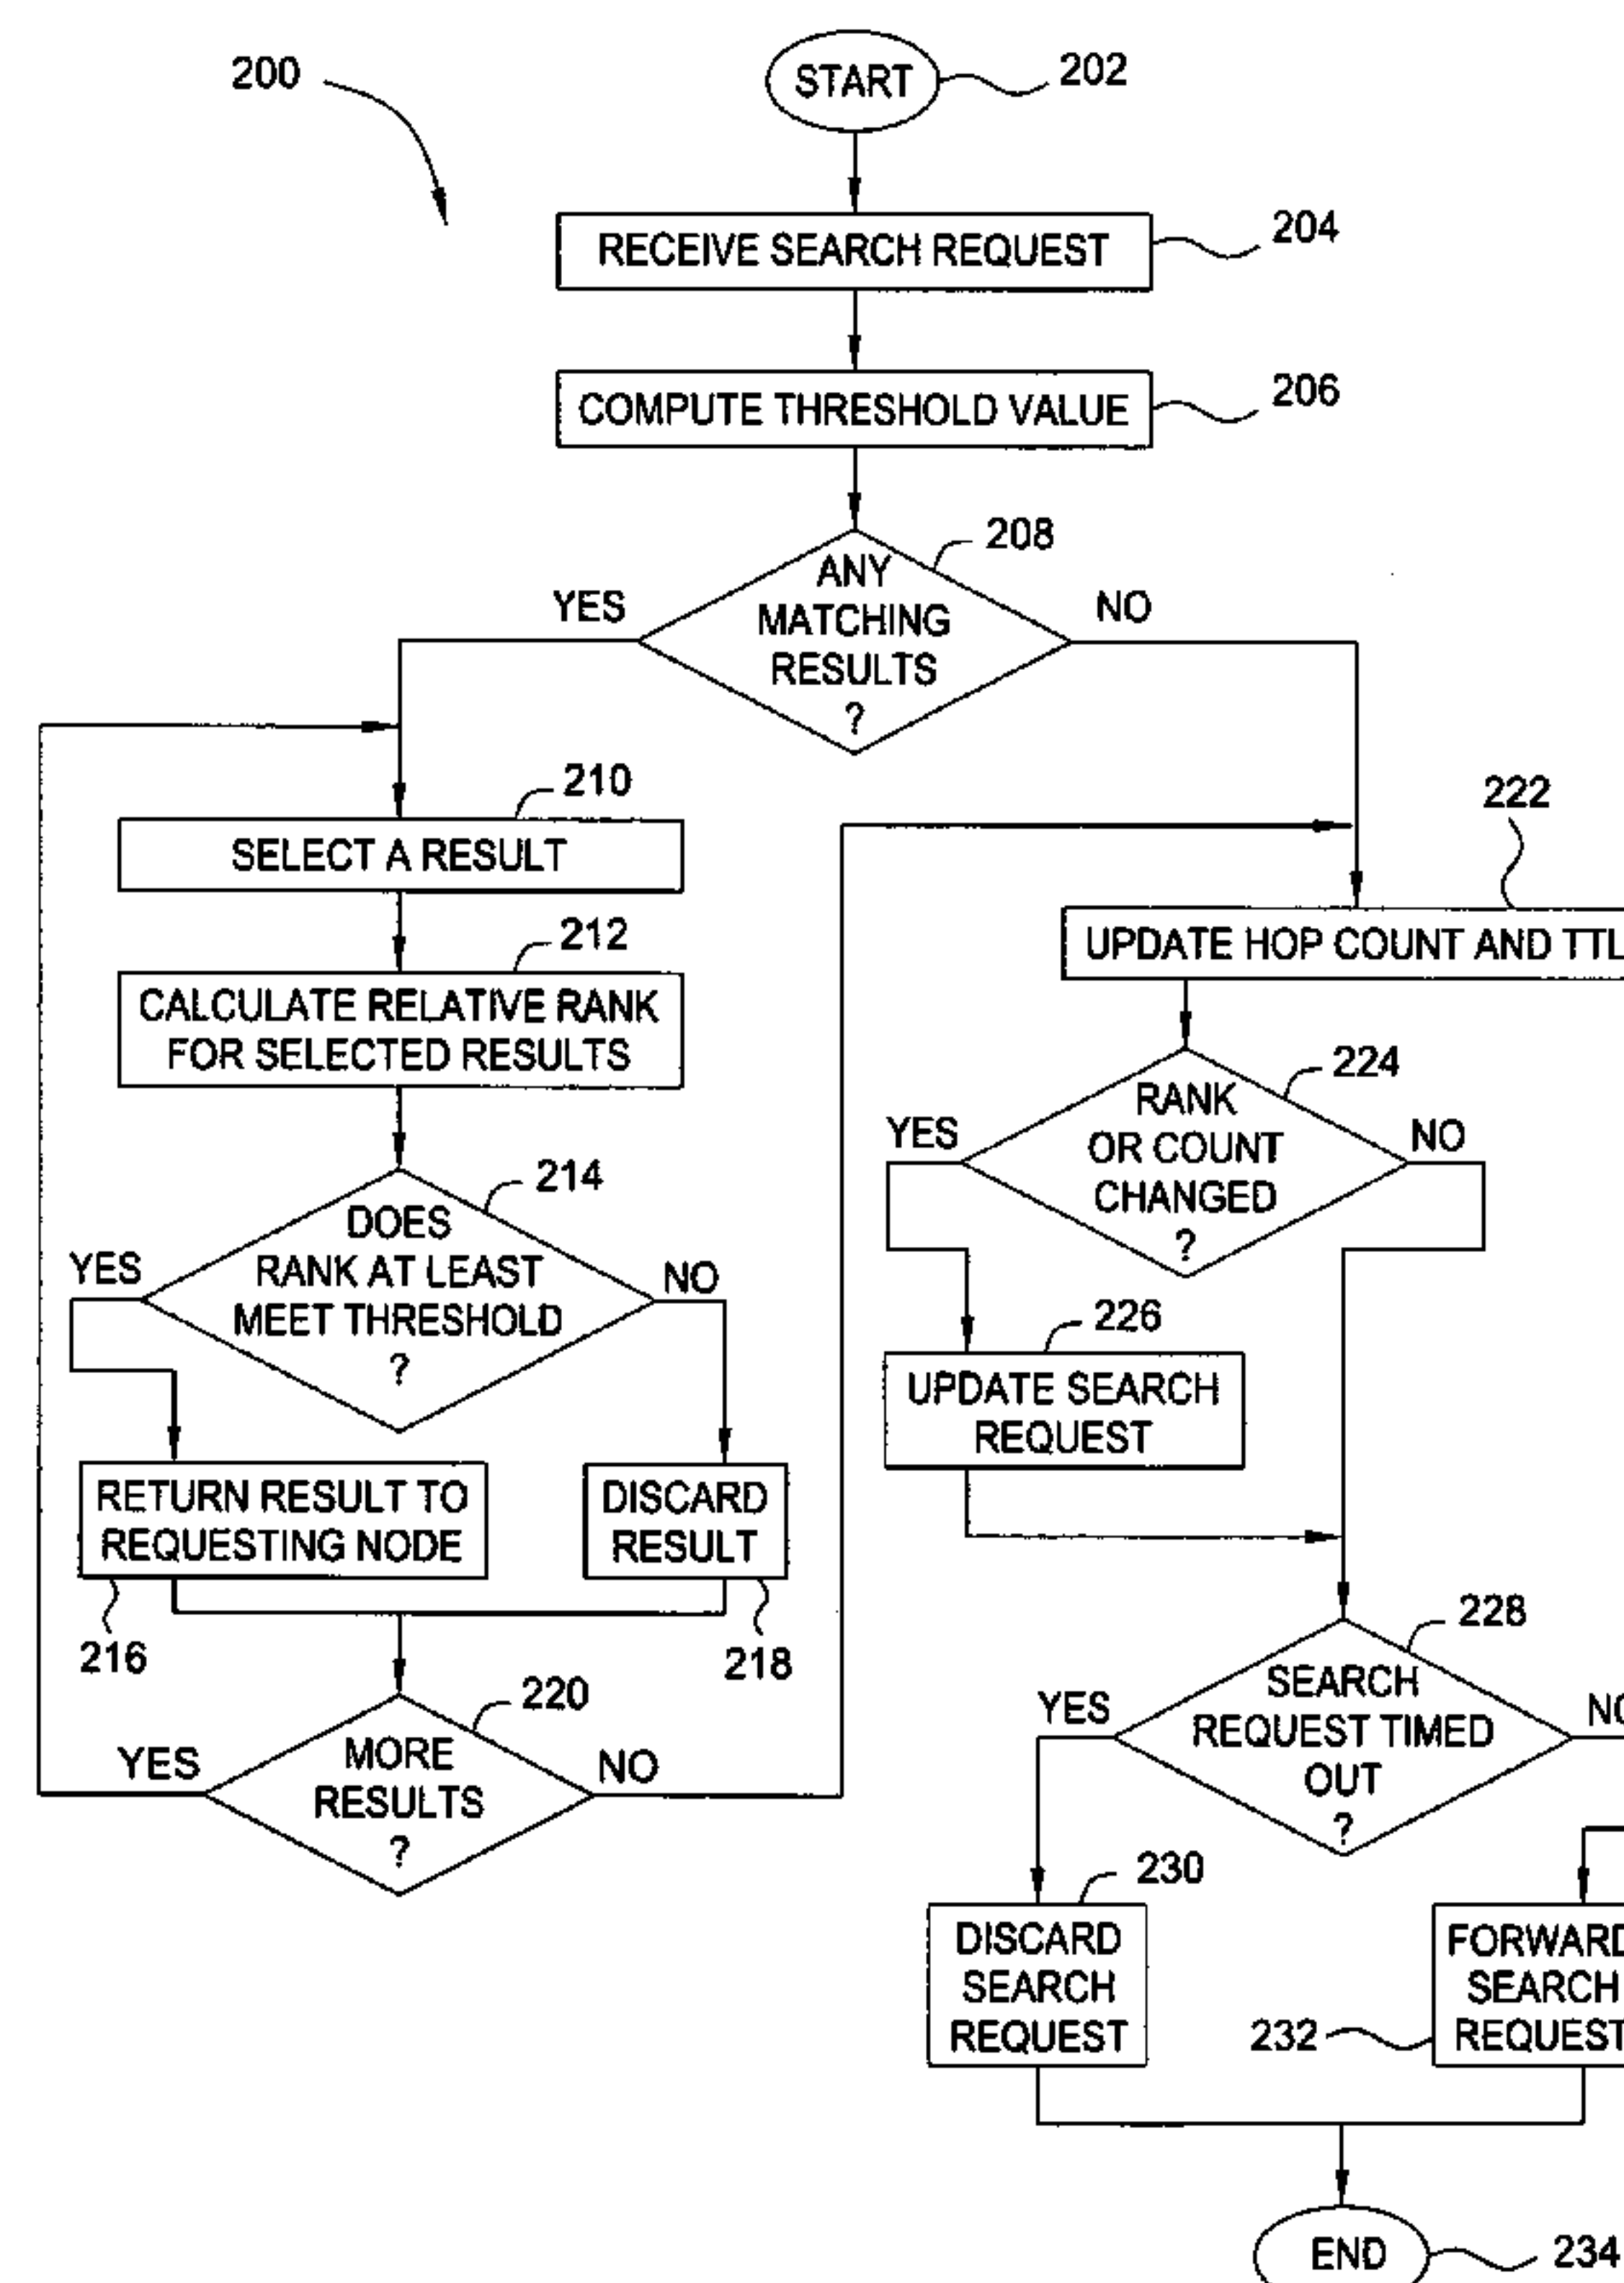 200
START
202
RECEIVE SEARCH REQUEST
204
COMPUTE THRESHOLD VALUE
206
208
ANY
MATCHING
RESULTS
?
YES
NO
210
SELECT A RESULT
212
CALCULATE RELATIVE RANK
FOR SELECTED RESULTS
214
DOES
RANK AT LEAST
MEET THRESHOLD
?
YES
NO
RETURN RESULT TO
REQUESTING NODE
216
DISCARD
RESULT
218
220
MORE
RESULTS
?
YES
NO
222
UPDATE HOP COUNT AND TTL
224
RANK
OR COUNT
CHANGED
?
YES
NO
226
UPDATE SEARCH
REQUEST
228
SEARCH
REQUEST TIMED
OUT
?
YES
NO
230
DISCARD
SEARCH
REQUEST
232
FORWARD
SEARCH
REQUEST
END
234